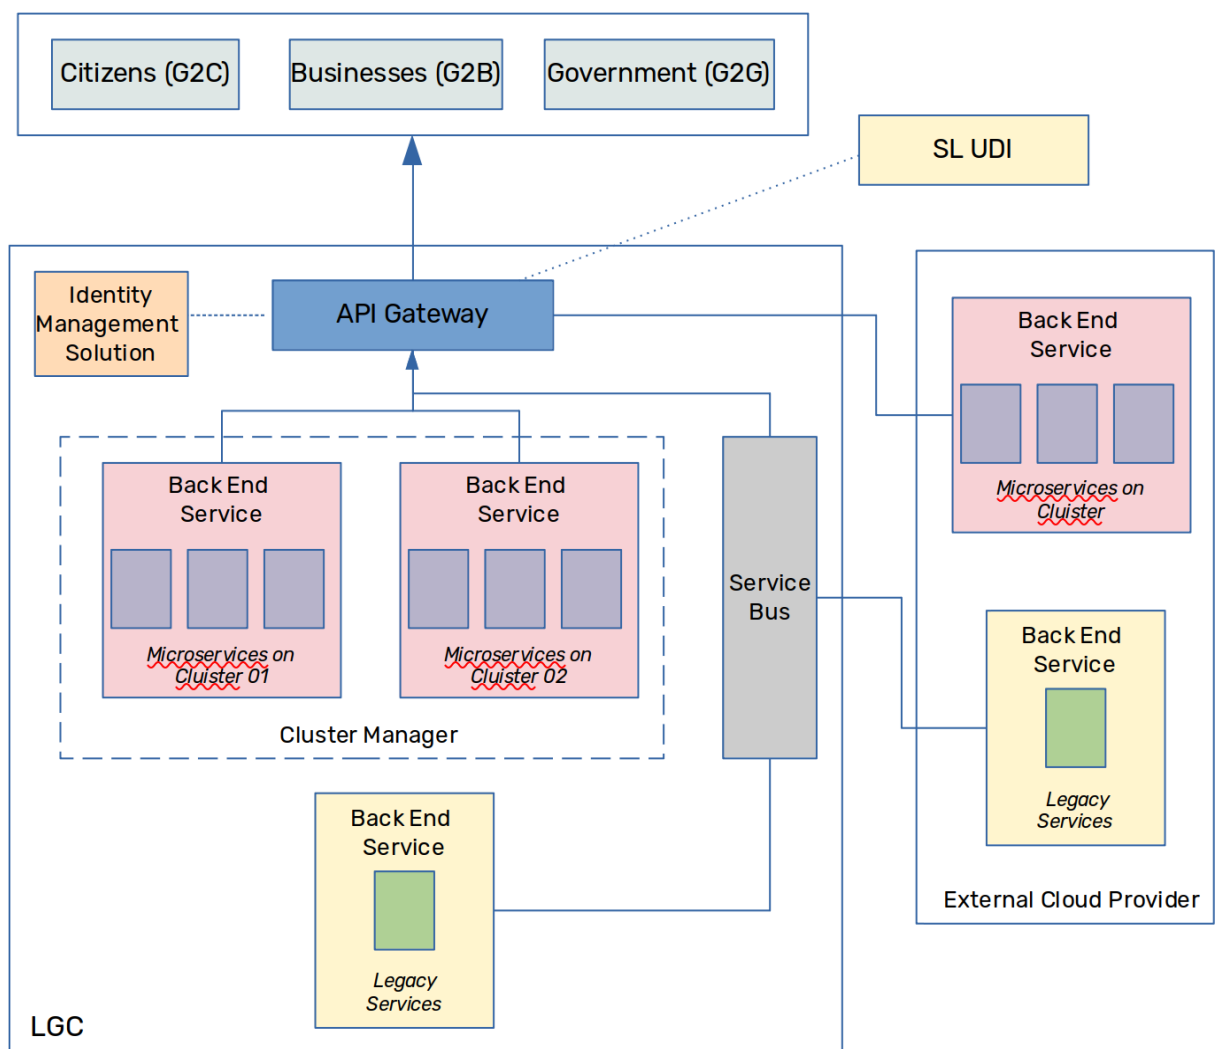 Citizens (G2C)
Businesses (G2B)
Government (G2G)
SL UDI
Identity
Management
Solution
API Gateway
Back End
Service
Microservices on
Cluister
Back End
Service
Microservices on
Cluister 01
Back End
Service
Microservices on
Cluister 02
Cluster Manager
Service
Bus
Back End
Service
Legacy
Services
External Cloud Provider
Back End
Service
Legacy
Services
LGC